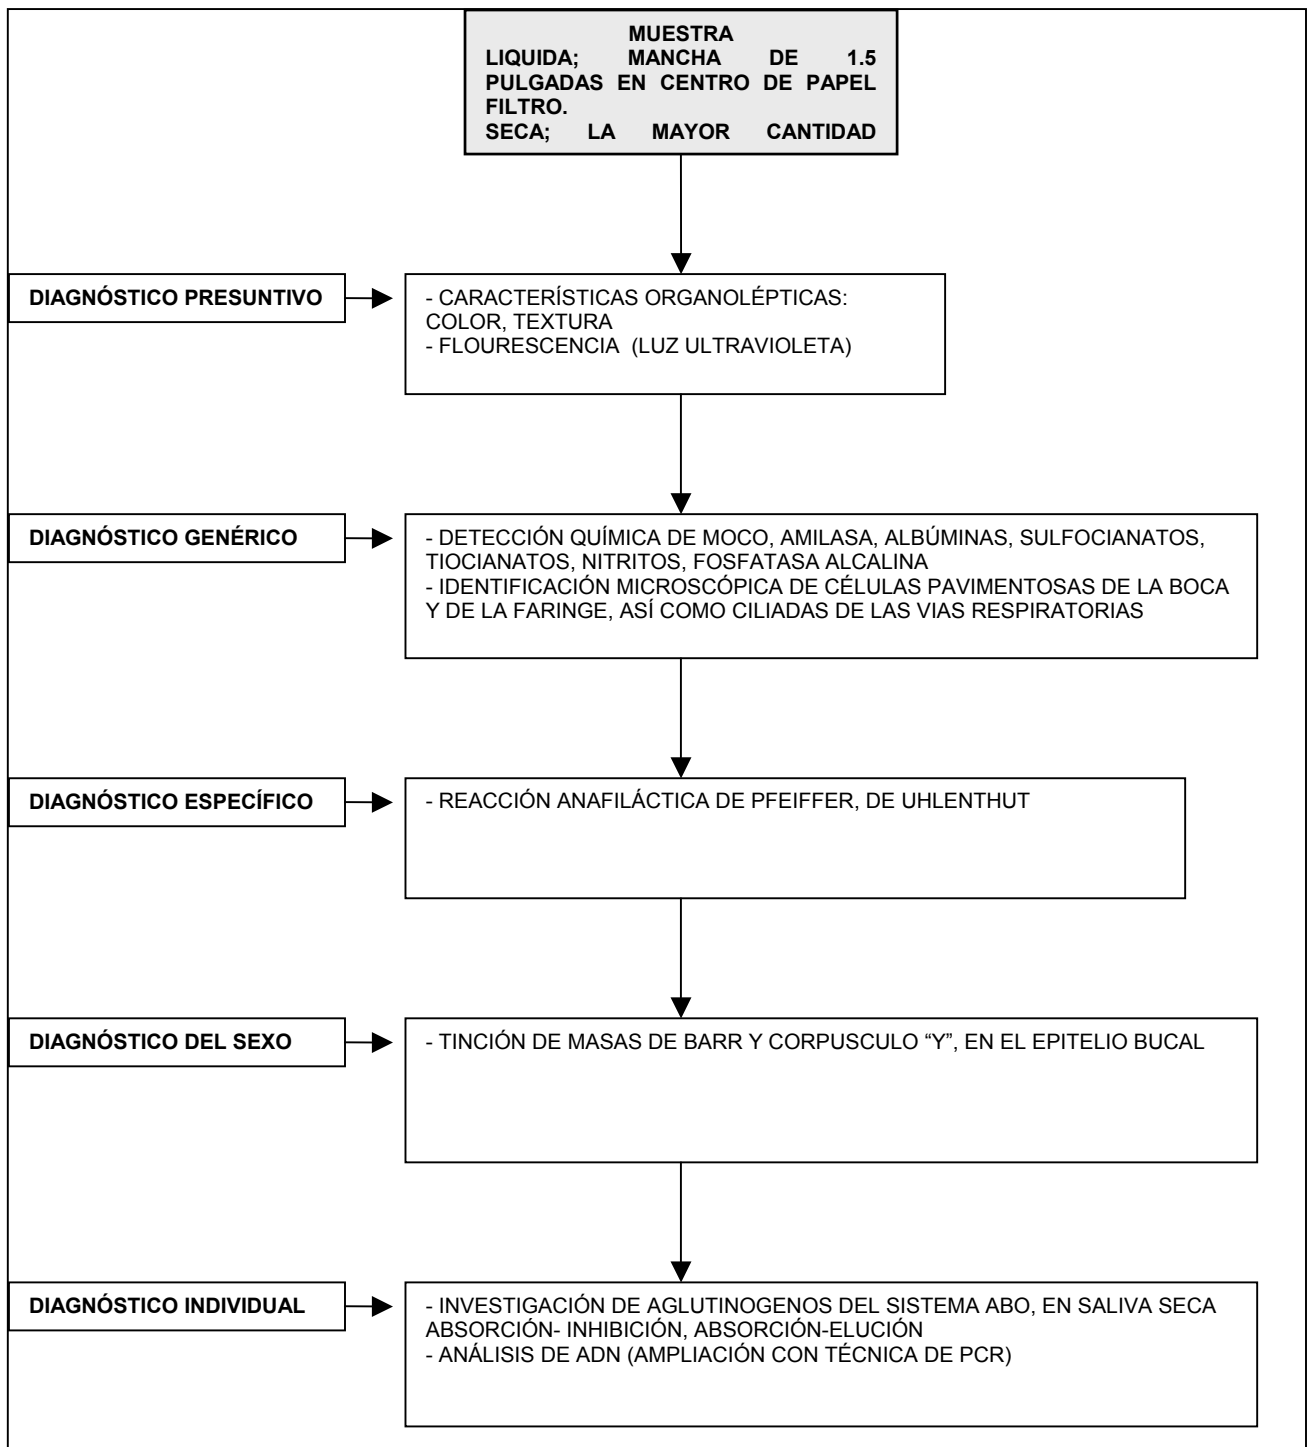 MUESTRA
LIQUIDA; MANCHA DE 1.5
PULGADAS EN CENTRO DE PAPEL
FILTRO.
SECA; LA MAYOR CANTIDAD
DIAGNÓSTICO PRESUNTIVO
- CARACTERÍSTICAS ORGANOLÉPTICAS:
COLOR, TEXTURA
- FLOURESCENCIA (LUZ ULTRAVIOLETA)
DIAGNÓSTICO GENÉRICO
- DETECCIÓN QUÍMICA DE MOCO, AMILASA, ALBÚMINAS, SULFOCIANATOS,
TIOCIANATOS, NITRITOS, FOSFATASA ALCALINA
- IDENTIFICACIÓN MICROSCÓPICA DE CÉLULAS PAVIMENTOSAS DE LA BOCA
Y DE LA FARINGE, ASÍ COMO CILIADAS DE LAS VIAS RESPIRATORIAS
DIAGNÓSTICO ESPECÍFICO
- REACCIÓN ANAFILÁCTICA DE PFEIFFER, DE UHLENTHUT
DIAGNÓSTICO DEL SEXO
- TINCIÓN DE MASAS DE BARR Y CORPUSCULO “Y”, EN EL EPITELIO BUCAL
DIAGNÓSTICO INDIVIDUAL
- INVESTIGACIÓN DE AGLUTINOGENOS DEL SISTEMA ABO, EN SALIVA SECA
ABSORCIÓN- INHIBICIÓN, ABSORCIÓN-ELUCIÓN
- ANÁLISIS DE ADN (AMPLIACIÓN CON TÉCNICA DE PCR)